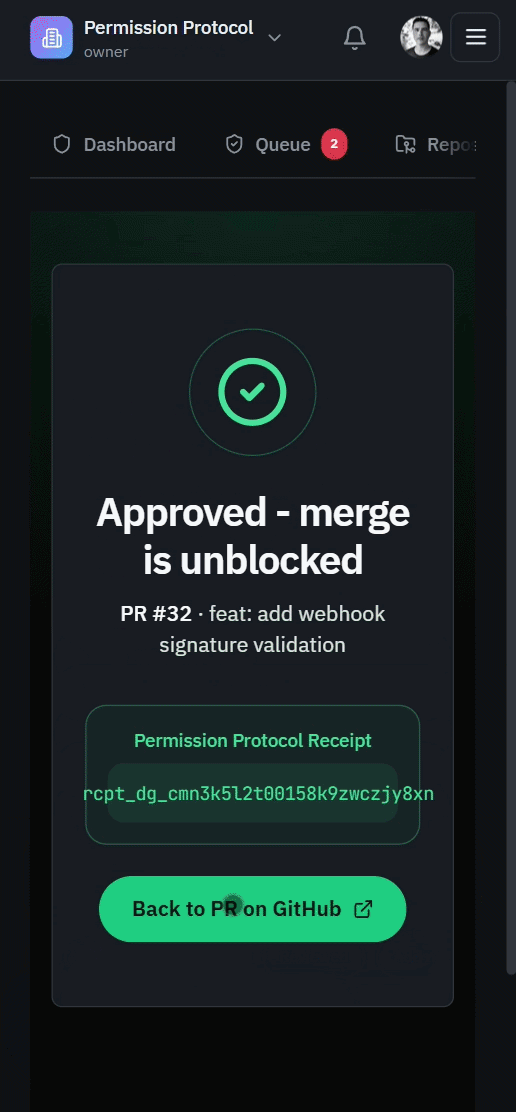 Permission Protocol
owner
Dashboard
Queue
2
Repos
Approved - merge
is unblocked
PR #32 · feat: add webhook
signature validation
Permission Protocol Receipt
rcpt_dg_cmn3k5l2t00158k9zwczjy8xn
Back to PR on GitHub